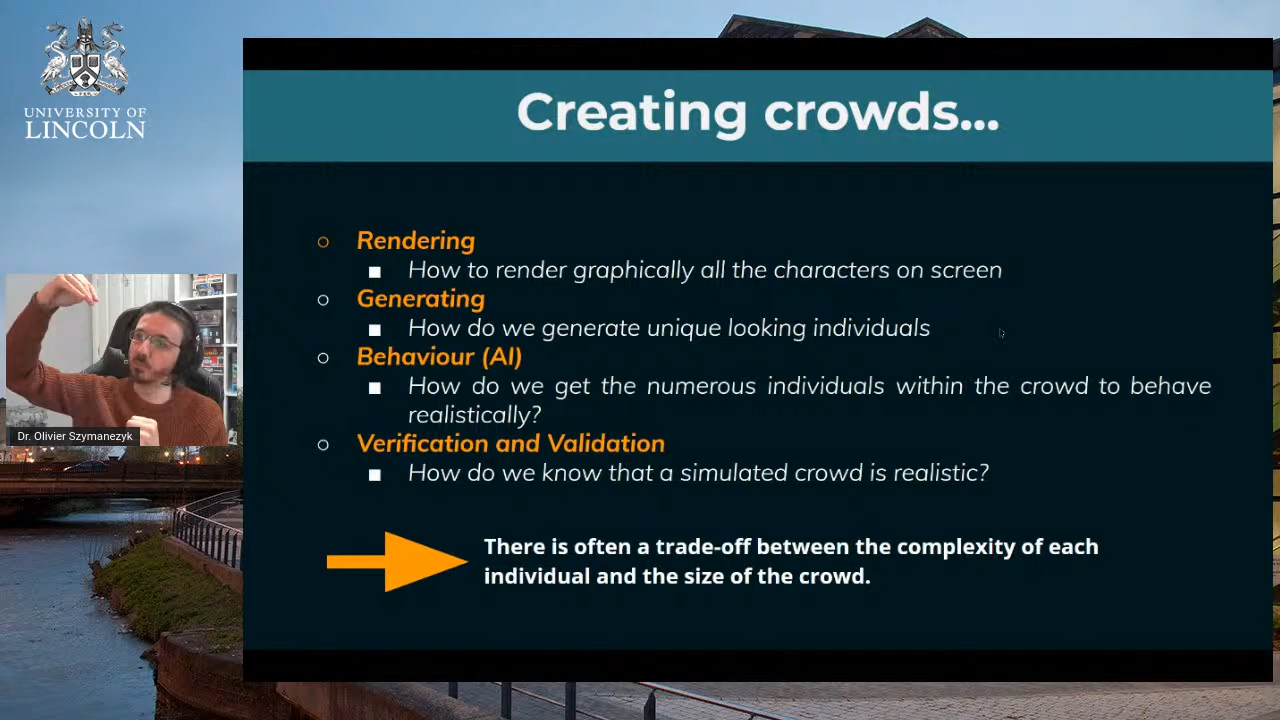 UNIVERSITY OF
LINCOLN
Creating crowds...
Rendering
How to render graphically all the characters on screen
Generating
How do we generate unique looking individuals
Behaviour (AI)
How do we get the numerous individuals within the crowd to behave
realistically?
Verification and Validation
How do we know that a simulated crowd is realistic?
Dr. Olivier Szymanezyk
There is often a trade-off between the complexity of each
individual and the size of the crowd.